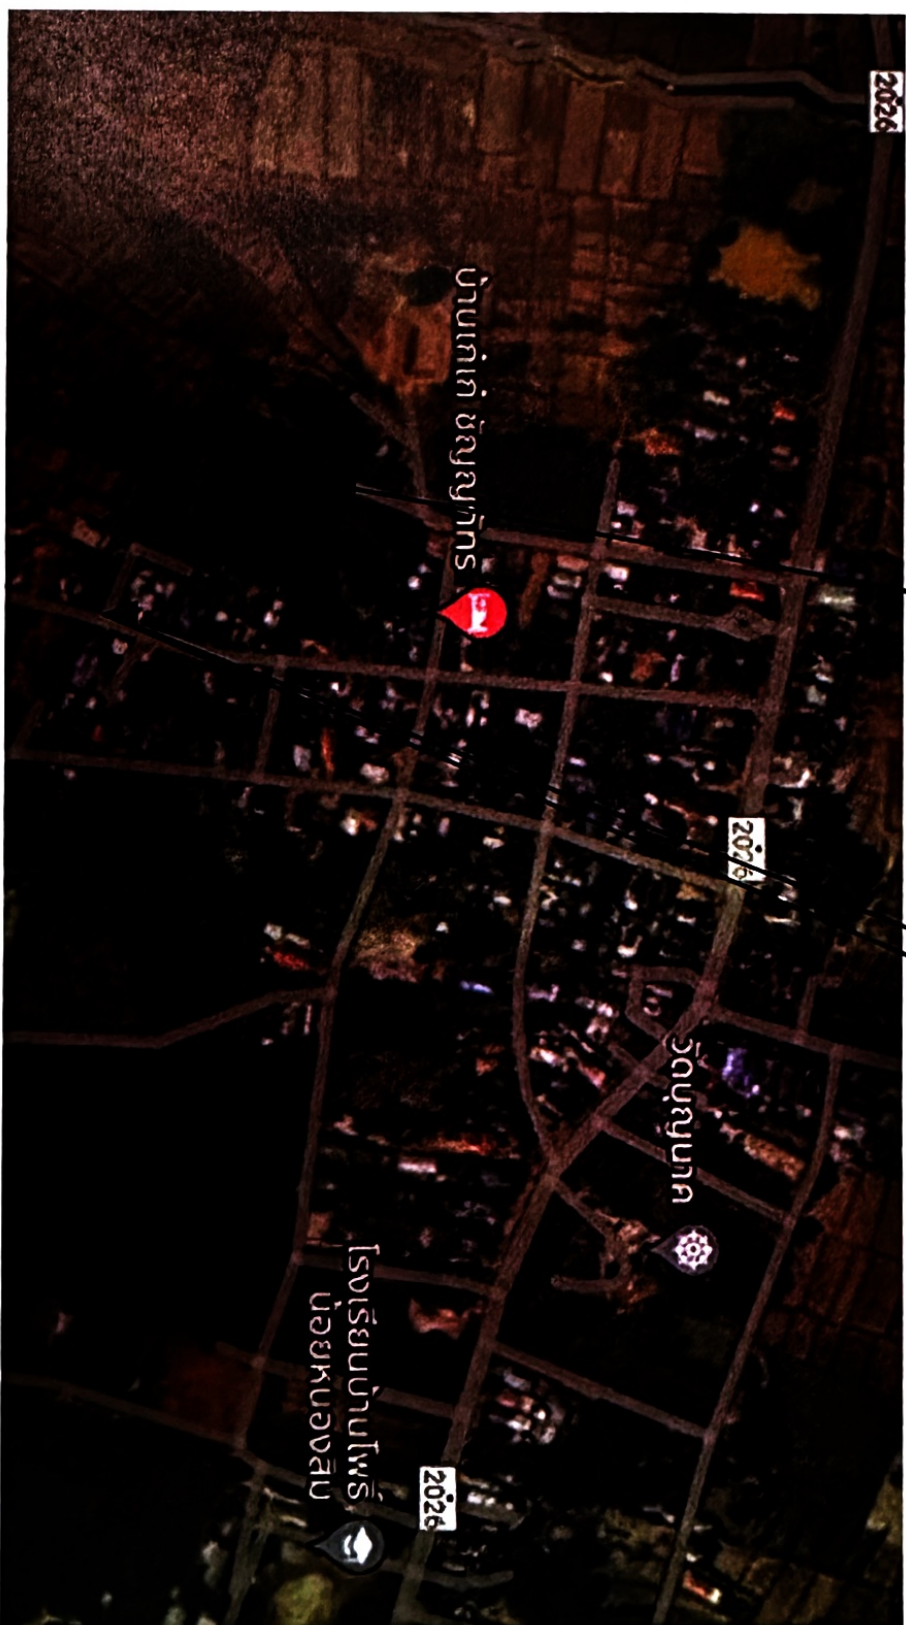 2026
บ้านเก่าเก๋ ชัญญาภัทร
2026
วัดบุญนาค
โรงเรียนบ้านโพธิ์
น้อยหนองสิม
2026